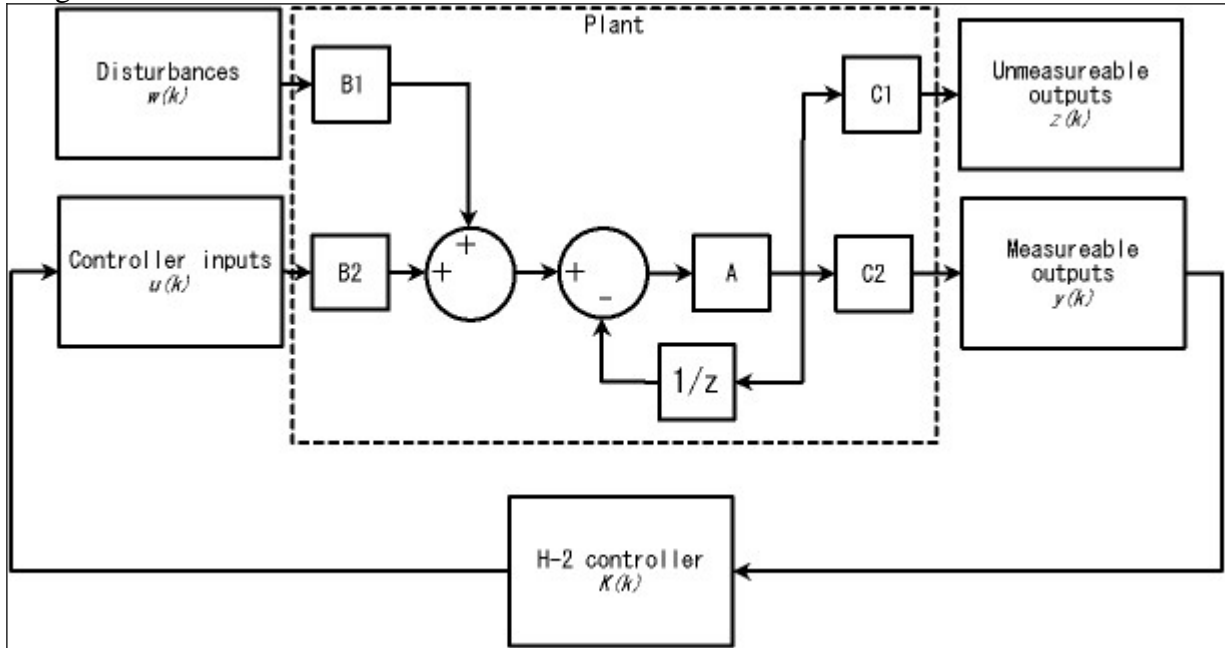 Plant
Disturbances
w(k)
B1
C1
Unmeasureable
outputs
z(k)
Controller inputs
u(k)
B2
+
+
+
-
A
C2
Measureable
outputs
y(k)
1/z
H-2 controller
K(k)